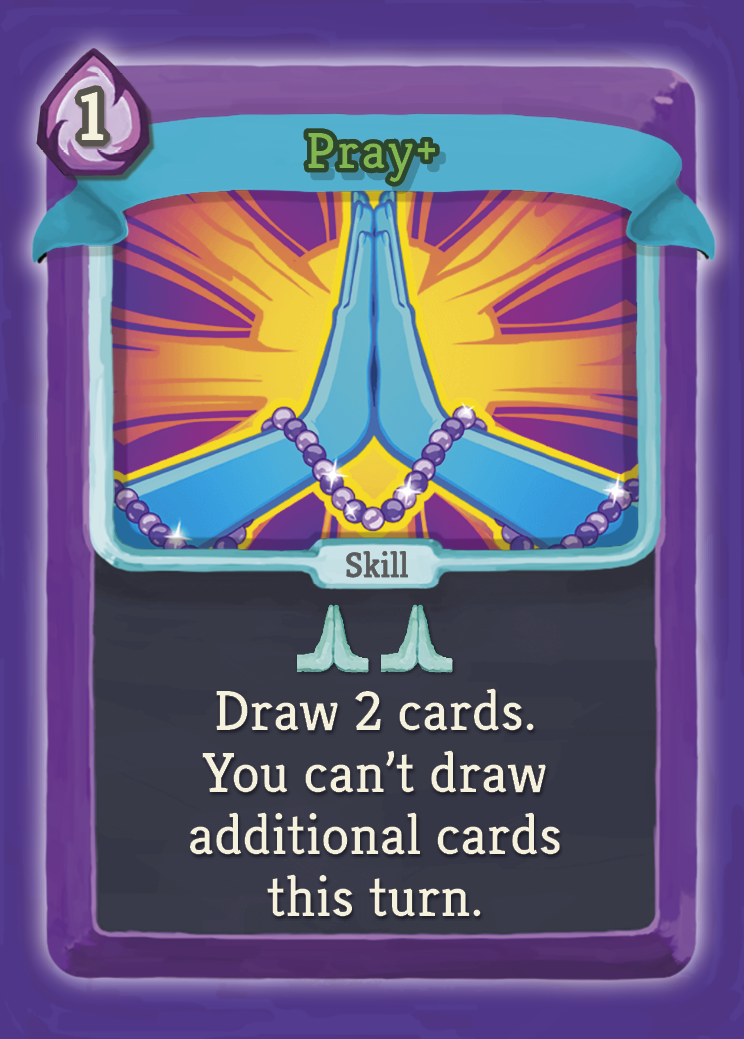 1
Pray+
Skill
Draw 2 cards.
You can’t draw
additional cards
this turn.